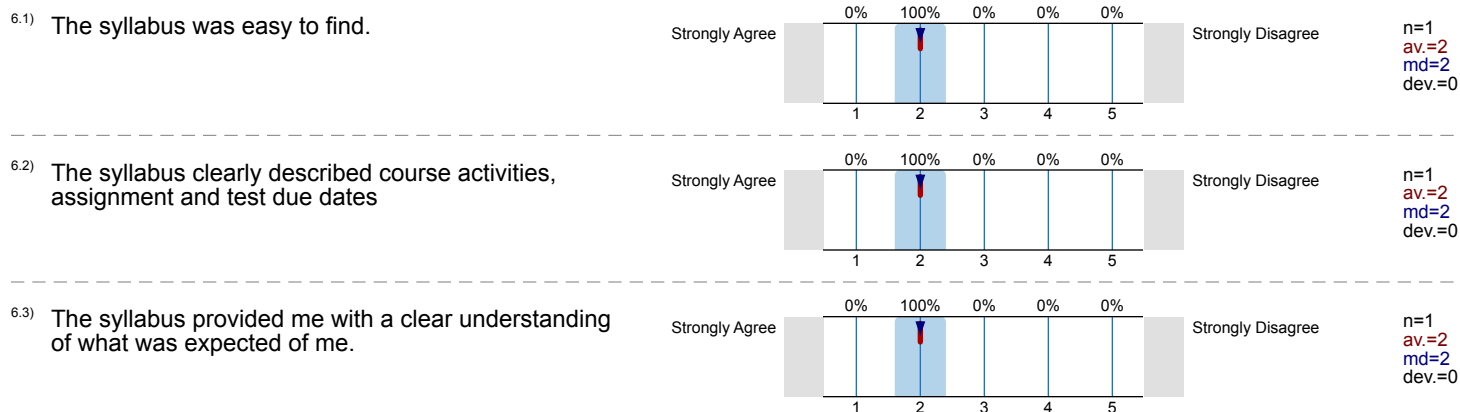 6.1) The syllabus was easy to find.
0% 100% 0% 0% 0%
Strongly Agree Strongly Disagree
n=1
av.=2
md=2
dev.=0
1 2 3 4 5
6.2) The syllabus clearly described course activities,
assignment and test due dates
0% 100% 0% 0% 0%
Strongly Agree Strongly Disagree
n=1
av.=2
md=2
dev.=0
1 2 3 4 5
6.3) The syllabus provided me with a clear understanding
of what was expected of me.
0% 100% 0% 0% 0%
Strongly Agree Strongly Disagree
n=1
av.=2
md=2
dev.=0
1 2 3 4 5